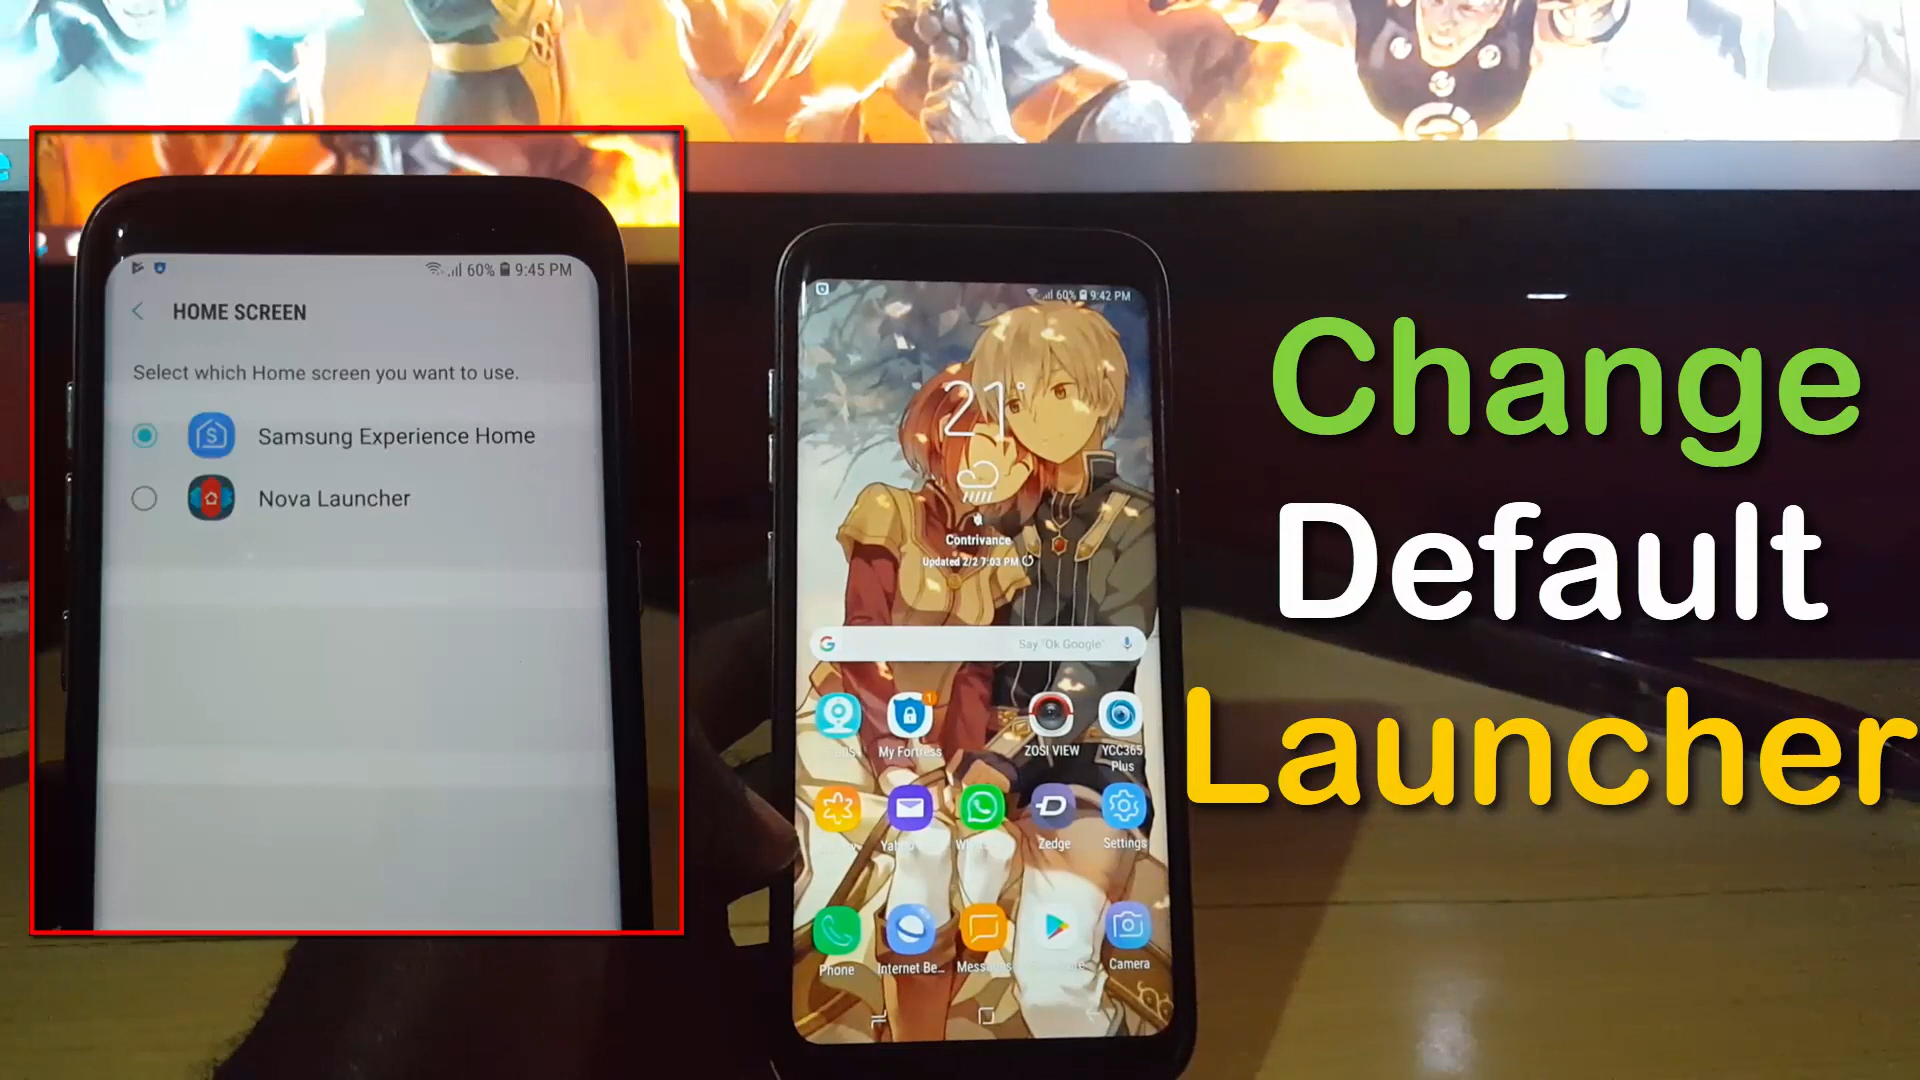 60% 9:45 PM
HOME SCREEN
Select which Home screen you want to use.
Samsung Experience Home
Nova Launcher
60% 9:42 PM
21°
Contrivance
Updated 2/2 7:03 PM
Say "Ok Google"
1
My Fortress
ZOSI VIEW
YCC365
Plus
Zedge
Settings
Phone
Internet Be...
Camera
Change
Default
Launcher